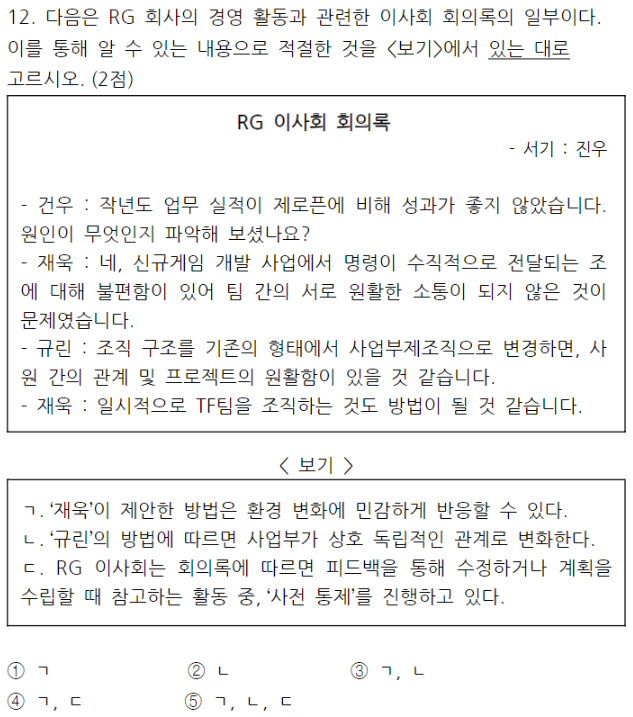 12. 다음은 RG 회사의 경영 활동과 관련한 이사회 회의록의 일부이다.
이를 통해 알 수 있는 내용으로 적절한 것을 <보기>에서 있는 대로
고르시오. (2점)
RG 이사회 회의록
- 서기 : 진우
- 건우 : 작년도 업무 실적이 제로픈에 비해 성과가 좋지 않았습니다.
원인이 무엇인지 파악해 보셨나요?
- 재욱 : 네, 신규게임 개발 사업에서 명령이 수직적으로 전달되는 조
에 대해 불편함이 있어 팀 간의 서로 원활한 소통이 되지 않은 것이
문제였습니다.
- 규린 : 조직 구조를 기존의 형태에서 사업부제조직으로 변경하면, 사
원 간의 관계 및 프로젝트의 원활함이 있을 것 같습니다.
- 재욱 : 일시적으로 TF팀을 조직하는 것도 방법이 될 것 같습니다.
< 보기 >
ㄱ. ‘재욱’이 제안한 방법은 환경 변화에 민감하게 반응할 수 있다.
ㄴ. ‘규린’의 방법에 따르면 사업부가 상호 독립적인 관계로 변화한다.
ㄷ. RG 이사회는 회의록에 따르면 피드백을 통해 수정하거나 계획을
수립할 때 참고하는 활동 중, ‘사전 통제’를 진행하고 있다.
① ㄱ ② ㄴ ③ ㄱ, ㄴ
④ ㄱ, ㄷ ⑤ ㄱ, ㄴ, ㄷ